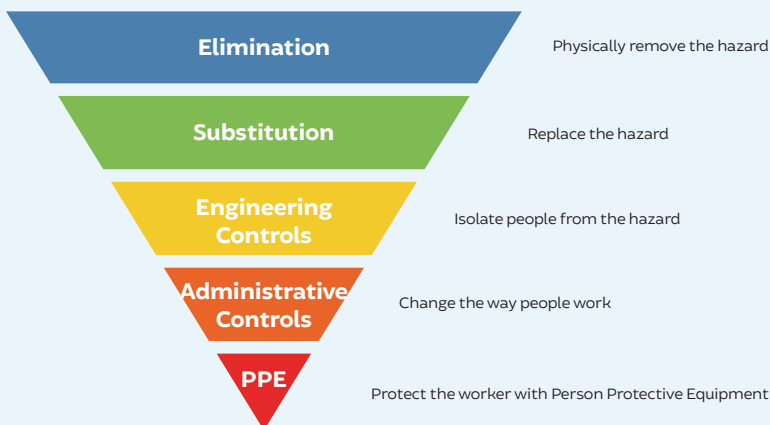 Elimination
Physically remove the hazard
Substitution
Replace the hazard
Engineering
Controls
Isolate people from the hazard
Administrative
Controls
Change the way people work
PPE
Protect the worker with Person Protective Equipment